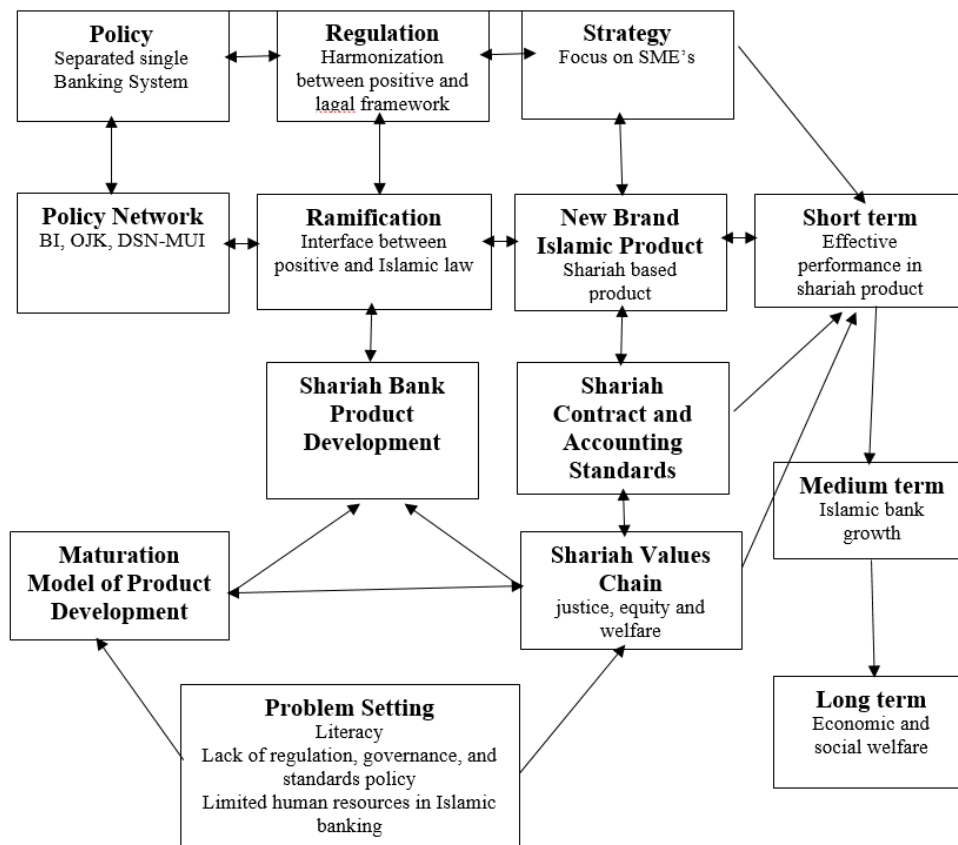 Policy
Separated single
Banking System
Regulation
Harmonization
between positive and
lagal framework
Strategy
Focus on SME's
Policy Network
BI, OJK, DSN-MUI
Ramification
Interface between
positive and Islamic law
New Brand
Islamic Product
Shariah based
product
Short term
Effective
performance in
shariah product
Shariah Bank
Product
Development
Shariah
Contract and
Accounting
Standards
Medium term
Islamic bank
growth
Maturation
Model of Product
Development
Shariah Values
Chain
justice, equity and
welfare
Problem Setting
Literacy
Lack of regulation, governance, and
standards policy
Limited human resources in Islamic
banking
Long term
Economic and
social welfare